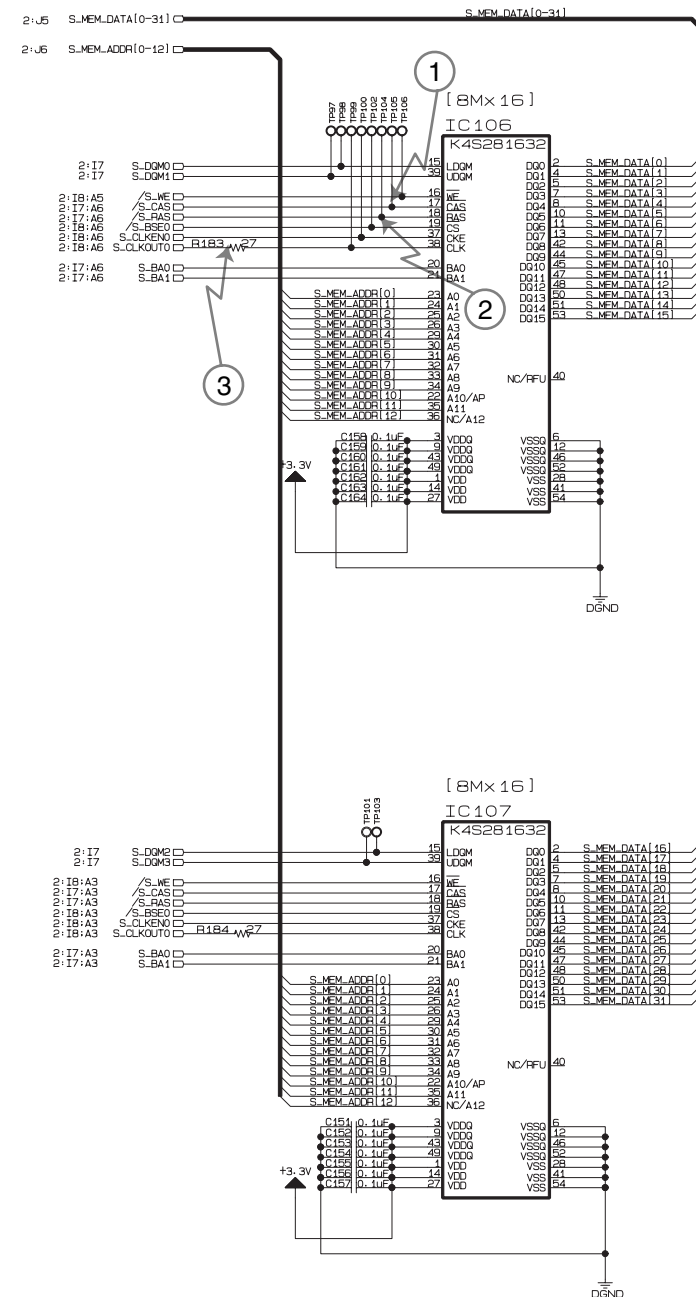 2:J5 S_MEM_DATA[0-31] S_MEM_DATA[0-31]
2:J6 S_MEM_ADDR[0-12]
1
[8Mx16]
IC106
K4S281632
TP97 TP98 TP99 TP100 TP102 TP104 TP105 TP106
2:I7 S_DQM0 15 LDQM
2:I7 S_DQM1 39 UDQM
2:I8:A5 /S_WE 16 WE
2:I7:A6 /S_CAS 17 CAS
2:I7:A6 /S_RAS 18 RAS
2:I8:A6 /S_BSE0 19 CS
2:I8:A6 S_CLKEN0 37 CKE
2:I8:A6 S_CLKOUT0 R183 27 38 CLK
2:I7:A6 S_BA0 20 BA0
2:I7:A6 S_BA1 21 BA1
2
3
S_MEM_ADDR[0] 23 A0
S_MEM_ADDR[1] 24 A1
S_MEM_ADDR[2] 25 A2
S_MEM_ADDR[3] 26 A3
S_MEM_ADDR[4] 29 A4
S_MEM_ADDR[5] 30 A5
S_MEM_ADDR[6] 31 A6
S_MEM_ADDR[7] 32 A7
S_MEM_ADDR[8] 33 A8
S_MEM_ADDR[9] 34 A9
S_MEM_ADDR[10] 22 A10/AP
S_MEM_ADDR[11] 35 A11
S_MEM_ADDR[12] 36 NC/A12
DQ0 2 S_MEM_DATA[0]
DQ1 4 S_MEM_DATA[1]
DQ2 5 S_MEM_DATA[2]
DQ3 7 S_MEM_DATA[3]
DQ4 8 S_MEM_DATA[4]
DQ5 10 S_MEM_DATA[5]
DQ6 11 S_MEM_DATA[6]
DQ7 13 S_MEM_DATA[7]
DQ8 42 S_MEM_DATA[8]
DQ9 44 S_MEM_DATA[9]
DQ10 45 S_MEM_DATA[10]
DQ11 47 S_MEM_DATA[11]
DQ12 48 S_MEM_DATA[12]
DQ13 50 S_MEM_DATA[13]
DQ14 51 S_MEM_DATA[14]
DQ15 53 S_MEM_DATA[15]
NC/RFU 40
+3.3V
C158 0.1uF 3 VDDQ VSSQ 6
C159 0.1uF 9 VDDQ VSSQ 12
C160 0.1uF 43 VDDQ VSSQ 46
C161 0.1uF 49 VDDQ VSSQ 52
C162 0.1uF 1 VDD VSS 28
C163 0.1uF 14 VDD VSS 41
C164 0.1uF 27 VDD VSS 54
DGND
[8Mx16]
IC107
K4S281632
TP101 TP103
2:I7 S_DQM2 15 LDQM
2:I7 S_DQM3 39 UDQM
2:I8:A3 /S_WE 16 WE
2:I7:A3 /S_CAS 17 CAS
2:I7:A3 /S_RAS 18 RAS
2:I8:A3 /S_BSE0 19 CS
2:I8:A3 S_CLKEN0 37 CKE
2:I8:A3 S_CLKOUT0 R184 27 38 CLK
2:I7:A3 S_BA0 20 BA0
2:I7:A3 S_BA1 21 BA1
S_MEM_ADDR[0] 23 A0
S_MEM_ADDR[1] 24 A1
S_MEM_ADDR[2] 25 A2
S_MEM_ADDR[3] 26 A3
S_MEM_ADDR[4] 29 A4
S_MEM_ADDR[5] 30 A5
S_MEM_ADDR[6] 31 A6
S_MEM_ADDR[7] 32 A7
S_MEM_ADDR[8] 33 A8
S_MEM_ADDR[9] 34 A9
S_MEM_ADDR[10] 22 A10/AP
S_MEM_ADDR[11] 35 A11
S_MEM_ADDR[12] 36 NC/A12
DQ0 2 S_MEM_DATA[16]
DQ1 4 S_MEM_DATA[17]
DQ2 5 S_MEM_DATA[18]
DQ3 7 S_MEM_DATA[19]
DQ4 8 S_MEM_DATA[20]
DQ5 10 S_MEM_DATA[21]
DQ6 11 S_MEM_DATA[22]
DQ7 13 S_MEM_DATA[23]
DQ8 42 S_MEM_DATA[24]
DQ9 44 S_MEM_DATA[25]
DQ10 45 S_MEM_DATA[26]
DQ11 47 S_MEM_DATA[27]
DQ12 48 S_MEM_DATA[28]
DQ13 50 S_MEM_DATA[29]
DQ14 51 S_MEM_DATA[30]
DQ15 53 S_MEM_DATA[31]
NC/RFU 40
+3.3V
C151 0.1uF 3 VDDQ VSSQ 6
C152 0.1uF 9 VDDQ VSSQ 12
C153 0.1uF 43 VDDQ VSSQ 46
C154 0.1uF 49 VDDQ VSSQ 52
C155 0.1uF 1 VDD VSS 28
C156 0.1uF 14 VDD VSS 41
C157 0.1uF 27 VDD VSS 54
DGND